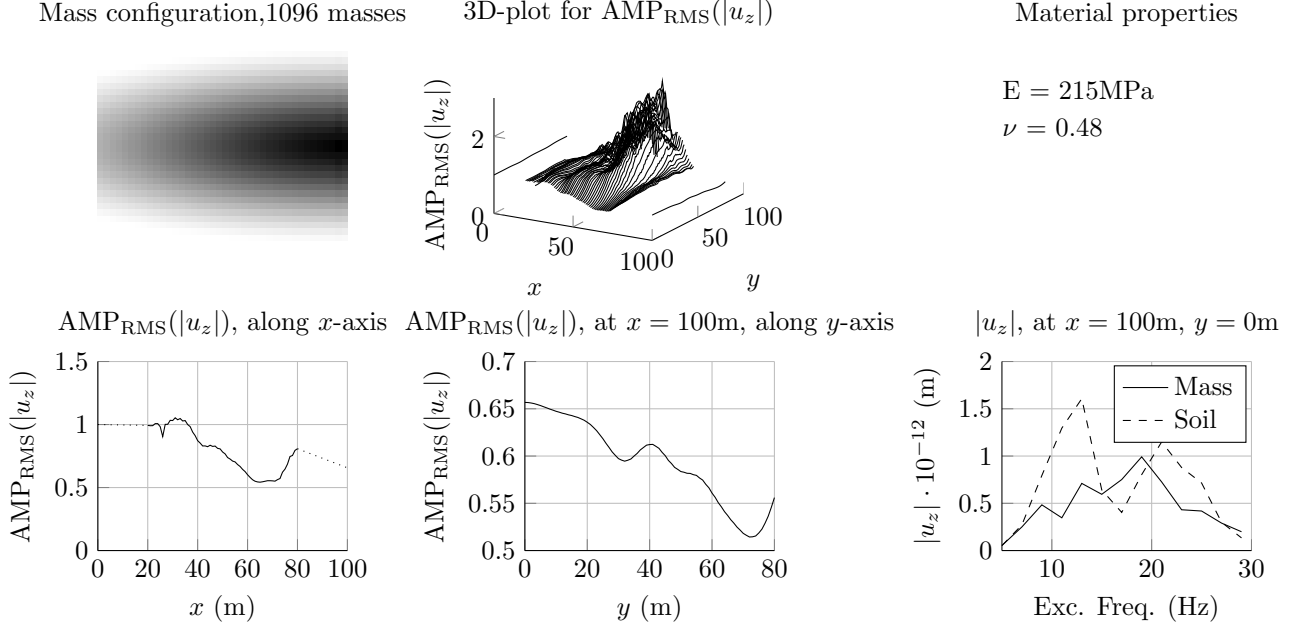 Mass configuration,1096 masses
3D-plot for AMP_RMS(|u_z|)
Material properties
E = 215MPa
ν = 0.48
AMP_RMS(|u_z|)
2
0
0
50
100
x
0
50
100
y
AMP_RMS(|u_z|), along x-axis
AMP_RMS(|u_z|)
1.5
1
0.5
0
0 20 40 60 80 100
x (m)
AMP_RMS(|u_z|), at x = 100m, along y-axis
AMP_RMS(|u_z|)
0.7
0.65
0.6
0.55
0.5
0 20 40 60 80
y (m)
|u_z|, at x = 100m, y = 0m
|u_z| · 10^−12 (m)
2
1.5
1
0.5
0
Mass
Soil
10 20 30
Exc. Freq. (Hz)